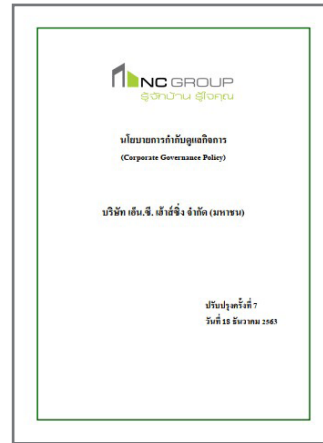 NC GROUP
รู้จักบ้าน รู้ใจคุณ
นโยบายการกำกับดูแลกิจการ
(Corporate Governance Policy)
บริษัท เอ็น.ซี. เฮ้าส์ซิ่ง จำกัด (มหาชน)
ปรับปรุงครั้งที่ 7
วันที่ 18 ธันวาคม 2563